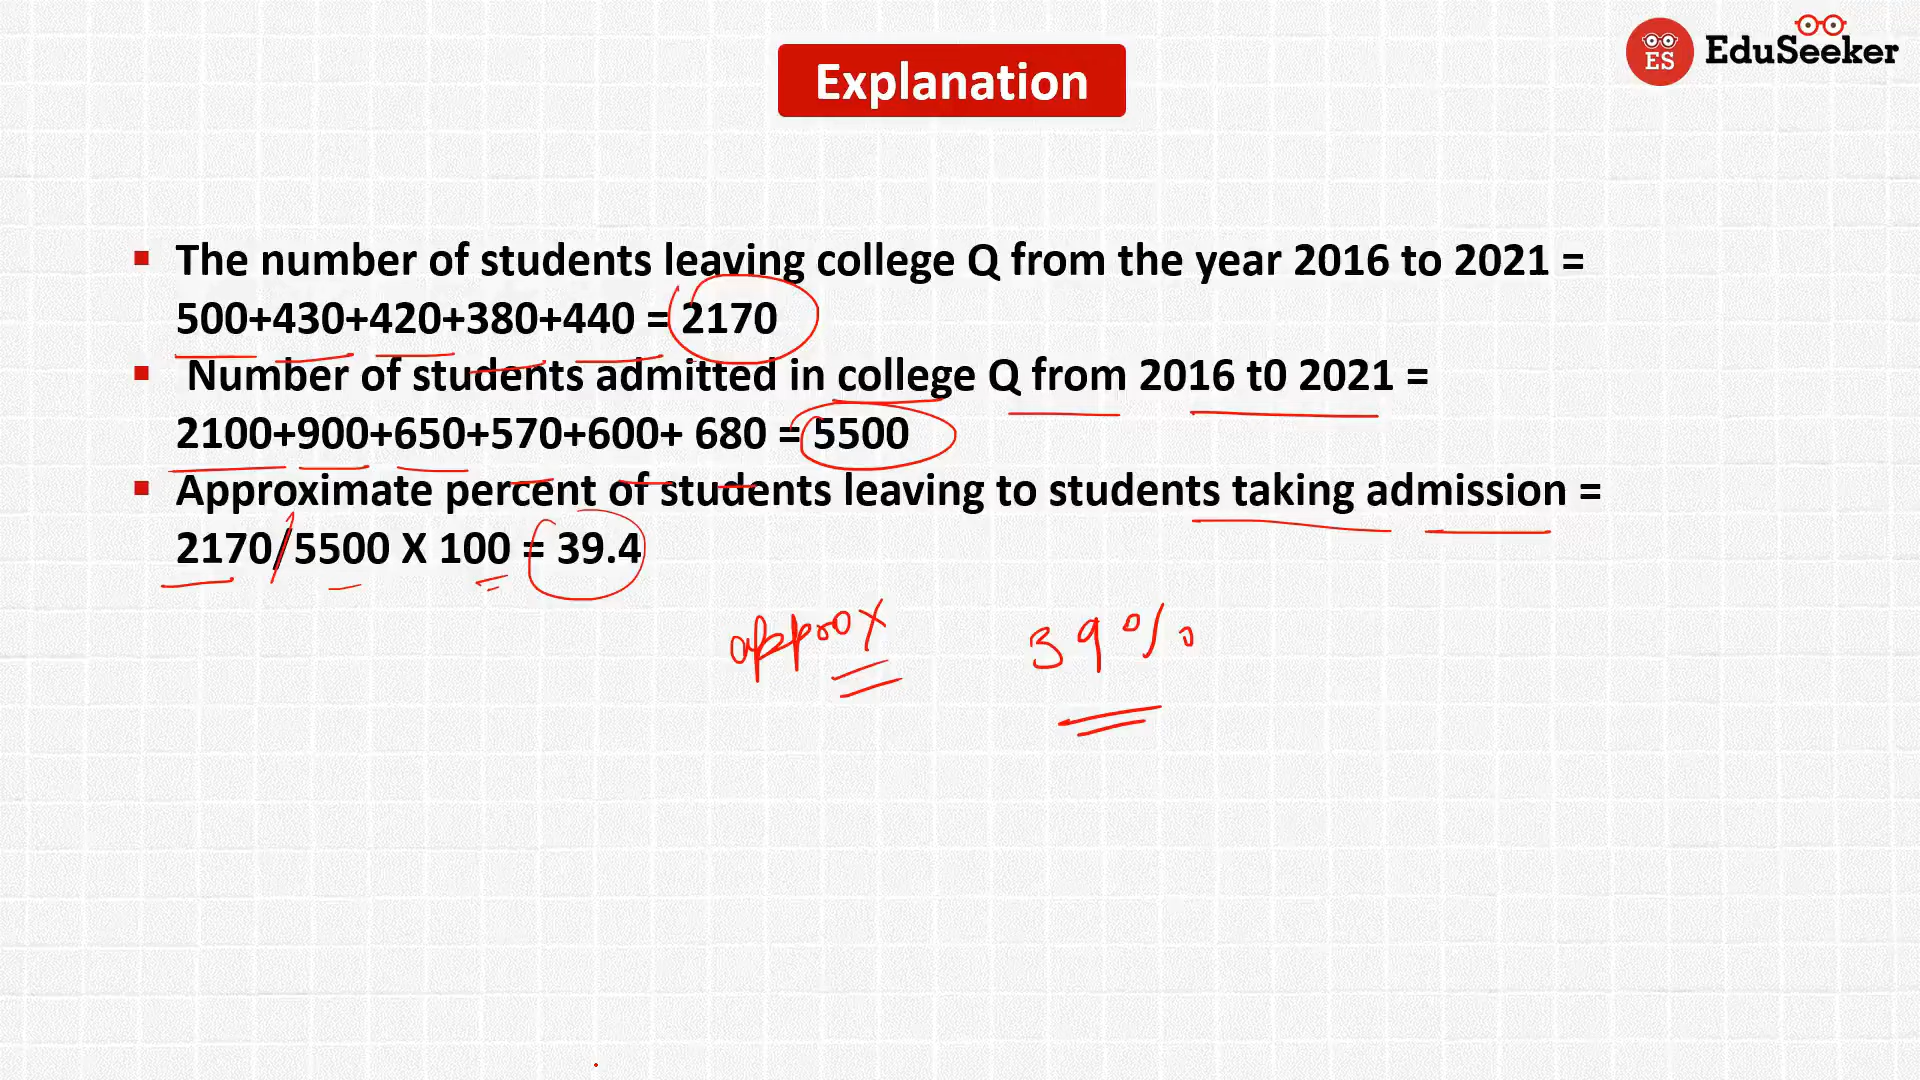 Explanation
ES EduSeeker
▪ The number of students leaving college Q from the year 2016 to 2021 =
500+430+420+380+440 = 2170
▪ Number of students admitted in college Q from 2016 t0 2021 =
2100+900+650+570+600+ 680 = 5500
▪ Approximate percent of students leaving to students taking admission =
2170/5500 X 100 = 39.4
approx 39%